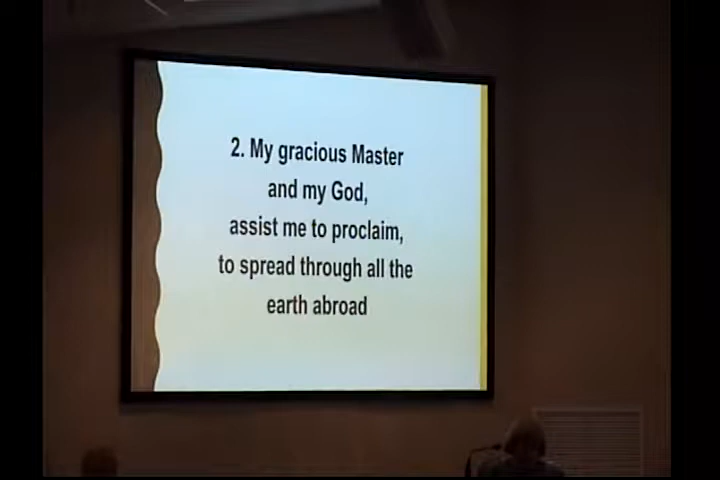 2. My gracious Master
and my God,
assist me to proclaim,
to spread through all the
earth abroad